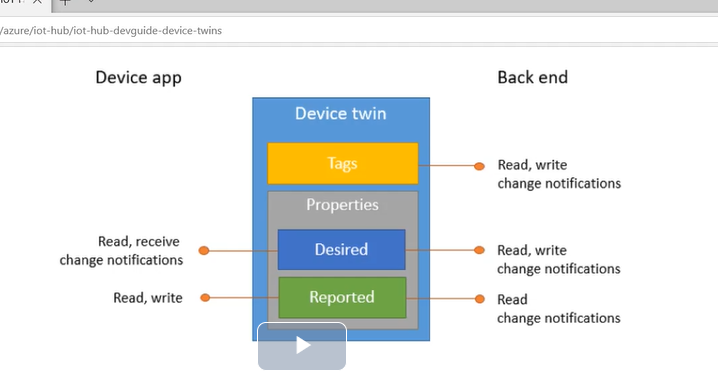 /azure/iot-hub/iot-hub-devguide-device-twins
Device app
Back end
Device twin
Tags
Read, write
change notifications
Properties
Read, receive
change notifications
Desired
Read, write
change notifications
Read, write
Reported
Read
change notifications